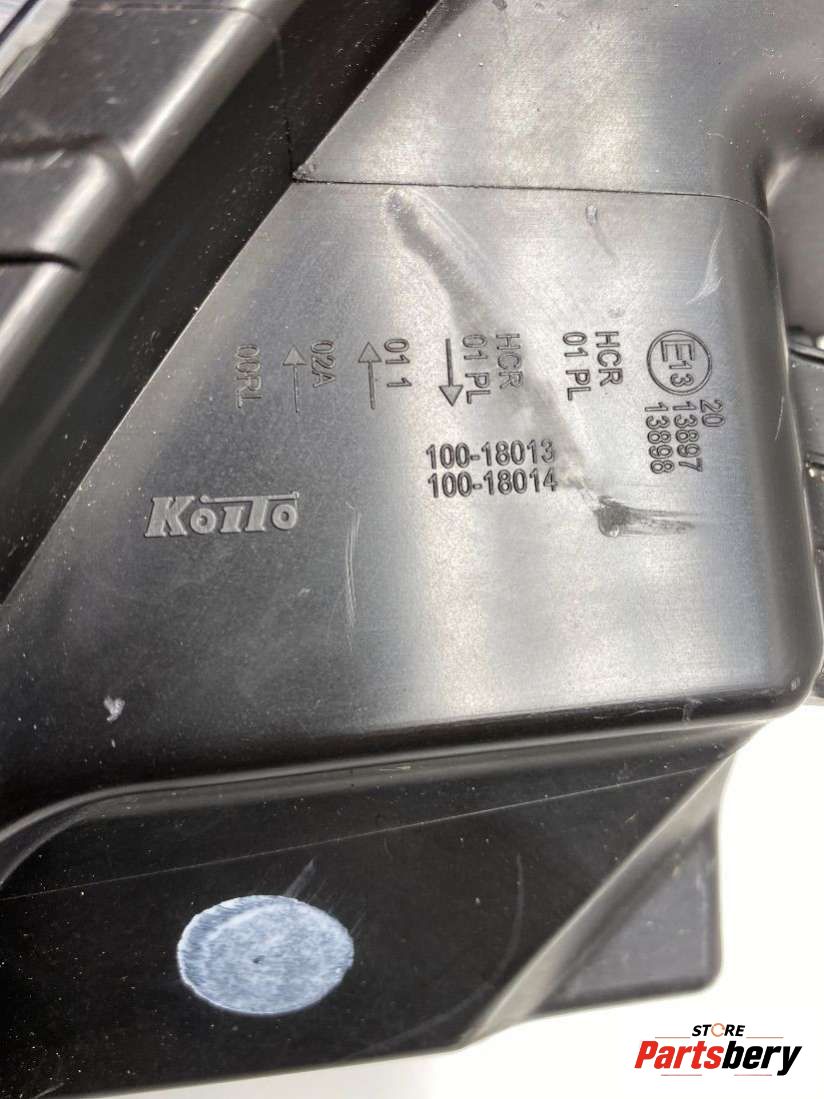 HCR
01 PL
HCR
01 PL
01 1
02A
00RL
E13
20
13897
13898
100-18013
100-18014
KOITO
STORE
Partsbery